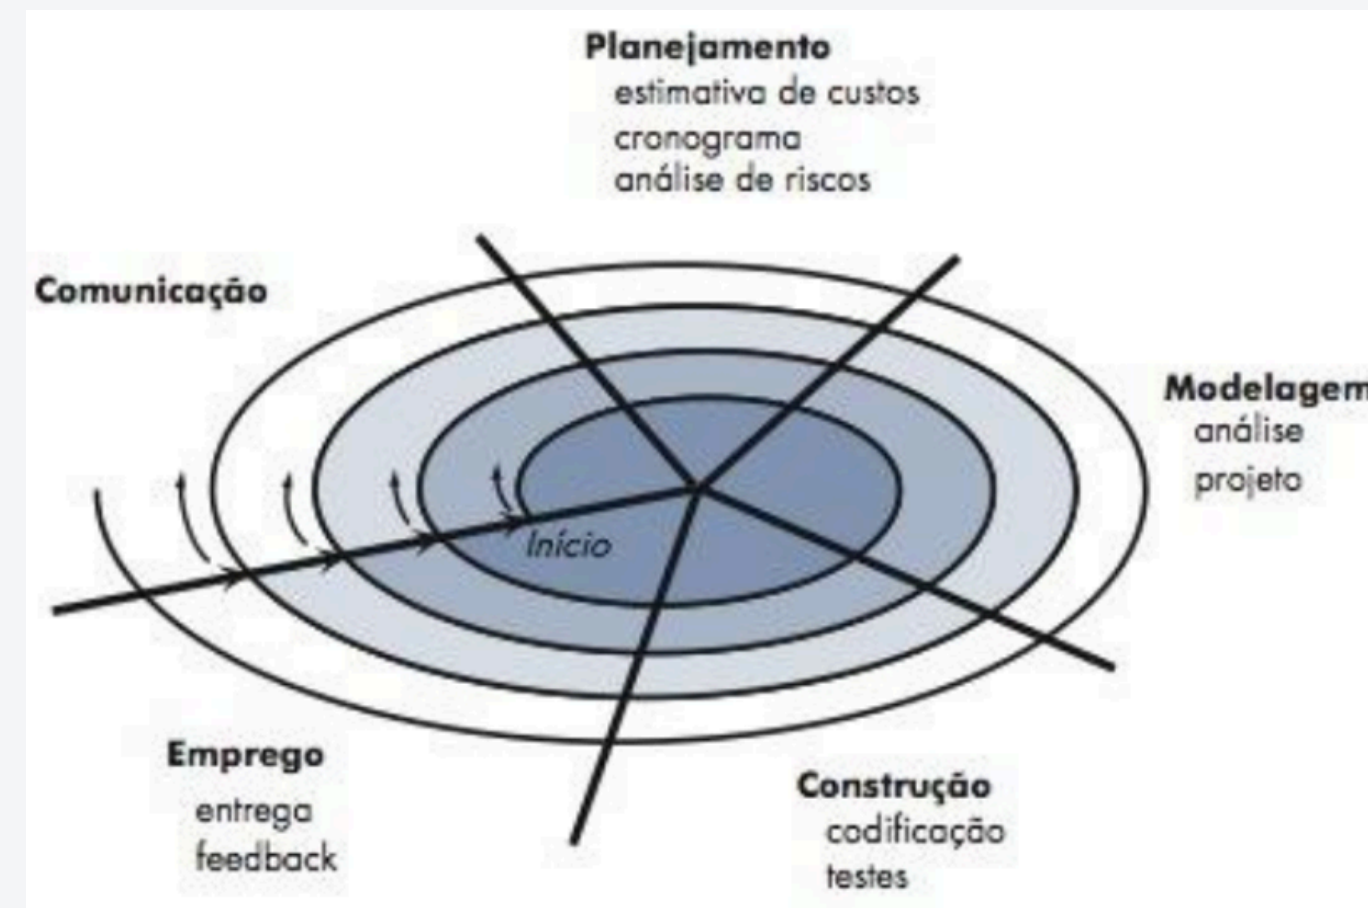 Planejamento
estimativa de custos
cronograma
análise de riscos
Comunicação
Modelagem
análise
projeto
Início
Emprego
entrega
feedback
Construção
codificação
testes